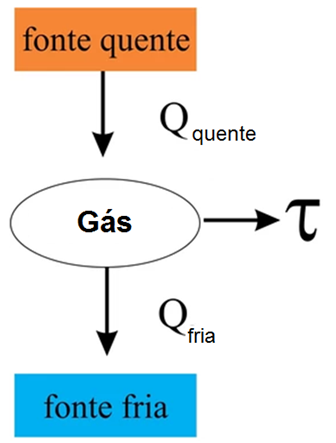 fonte quente
Qquente
Gás
τ
Qfria
fonte fria